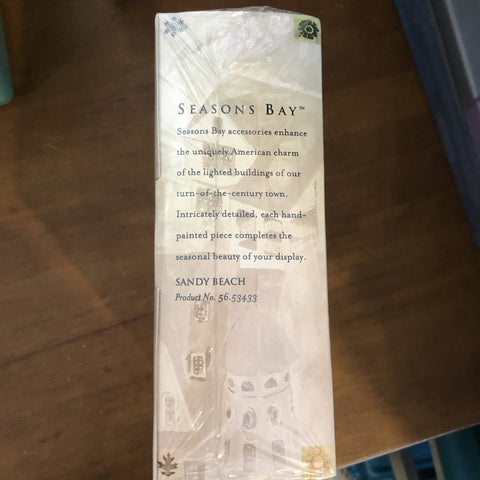 SEASONS BAY™
Seasons Bay accessories enhance
the uniquely American charm
of the lighted buildings of our
turn-of-the-century town.
Intricately detailed, each hand-
painted piece completes the
seasonal beauty of your display.
SANDY BEACH
Product No. 56.53433